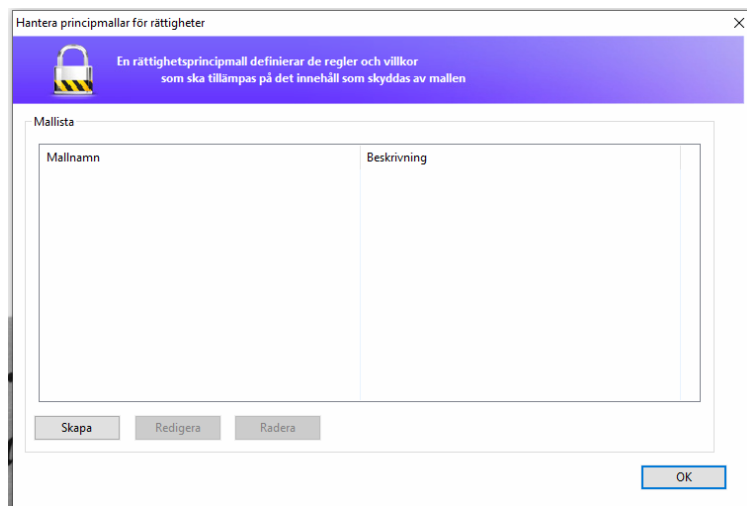 Hantera principmallar för rättigheter
En rättighetsprincipmall definierar de regler och villkor
som ska tillämpas på det innehåll som skyddas av mallen
Mallista
Mallnamn Beskrivning
Skapa Redigera Radera
OK